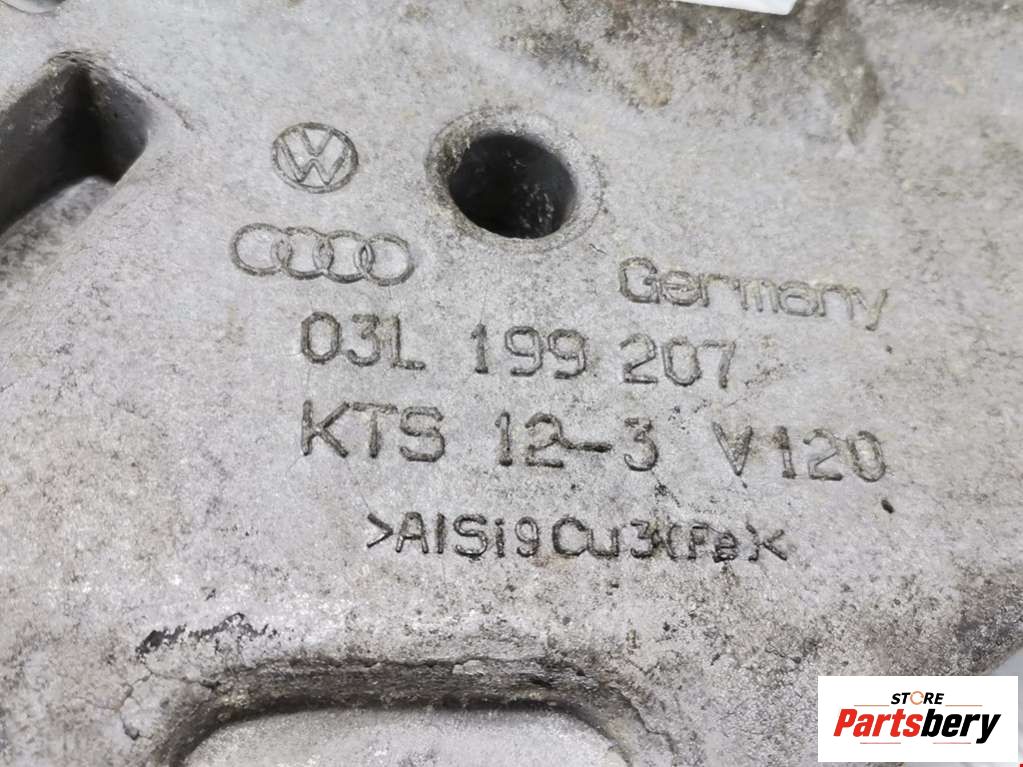 Germany
03L 199 207
KTS 12-3 V120
>AlSi9Cu3(Fe)<
STORE
Partsbery